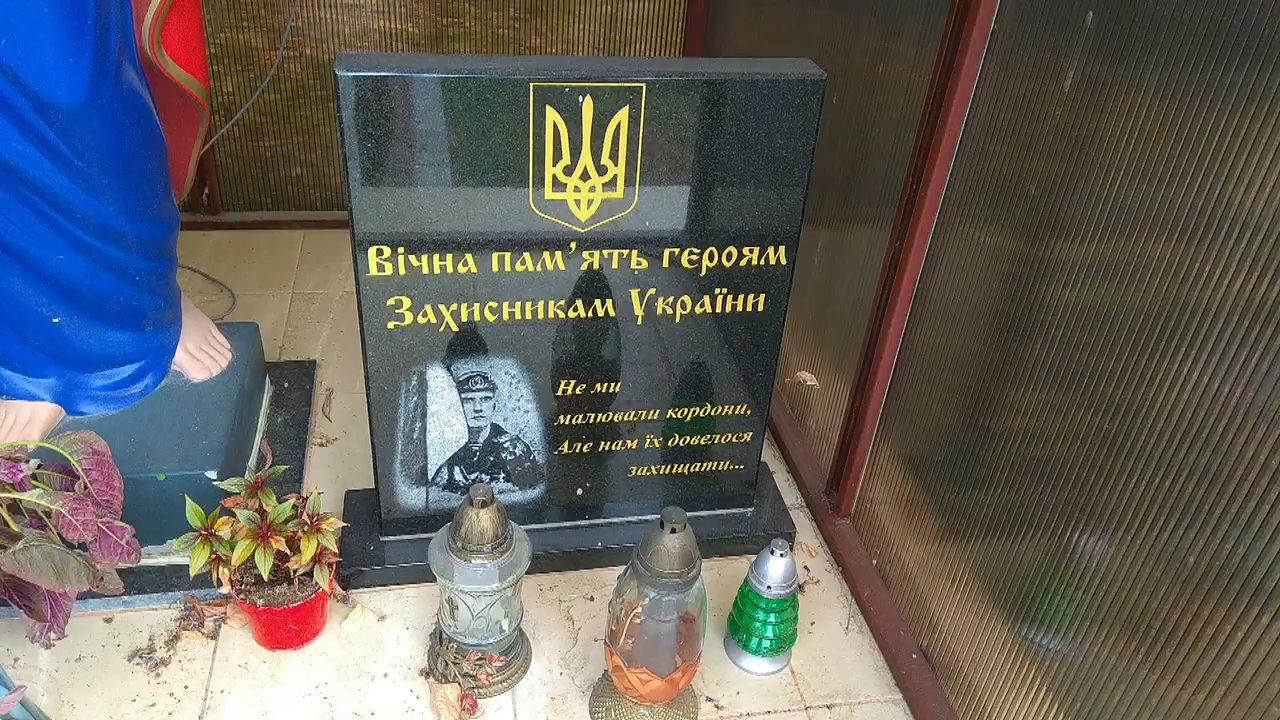 Вічна пам'ять героям
Захисникам України
Не ми
малювали кордони,
Але нам їх довелося
захищати...